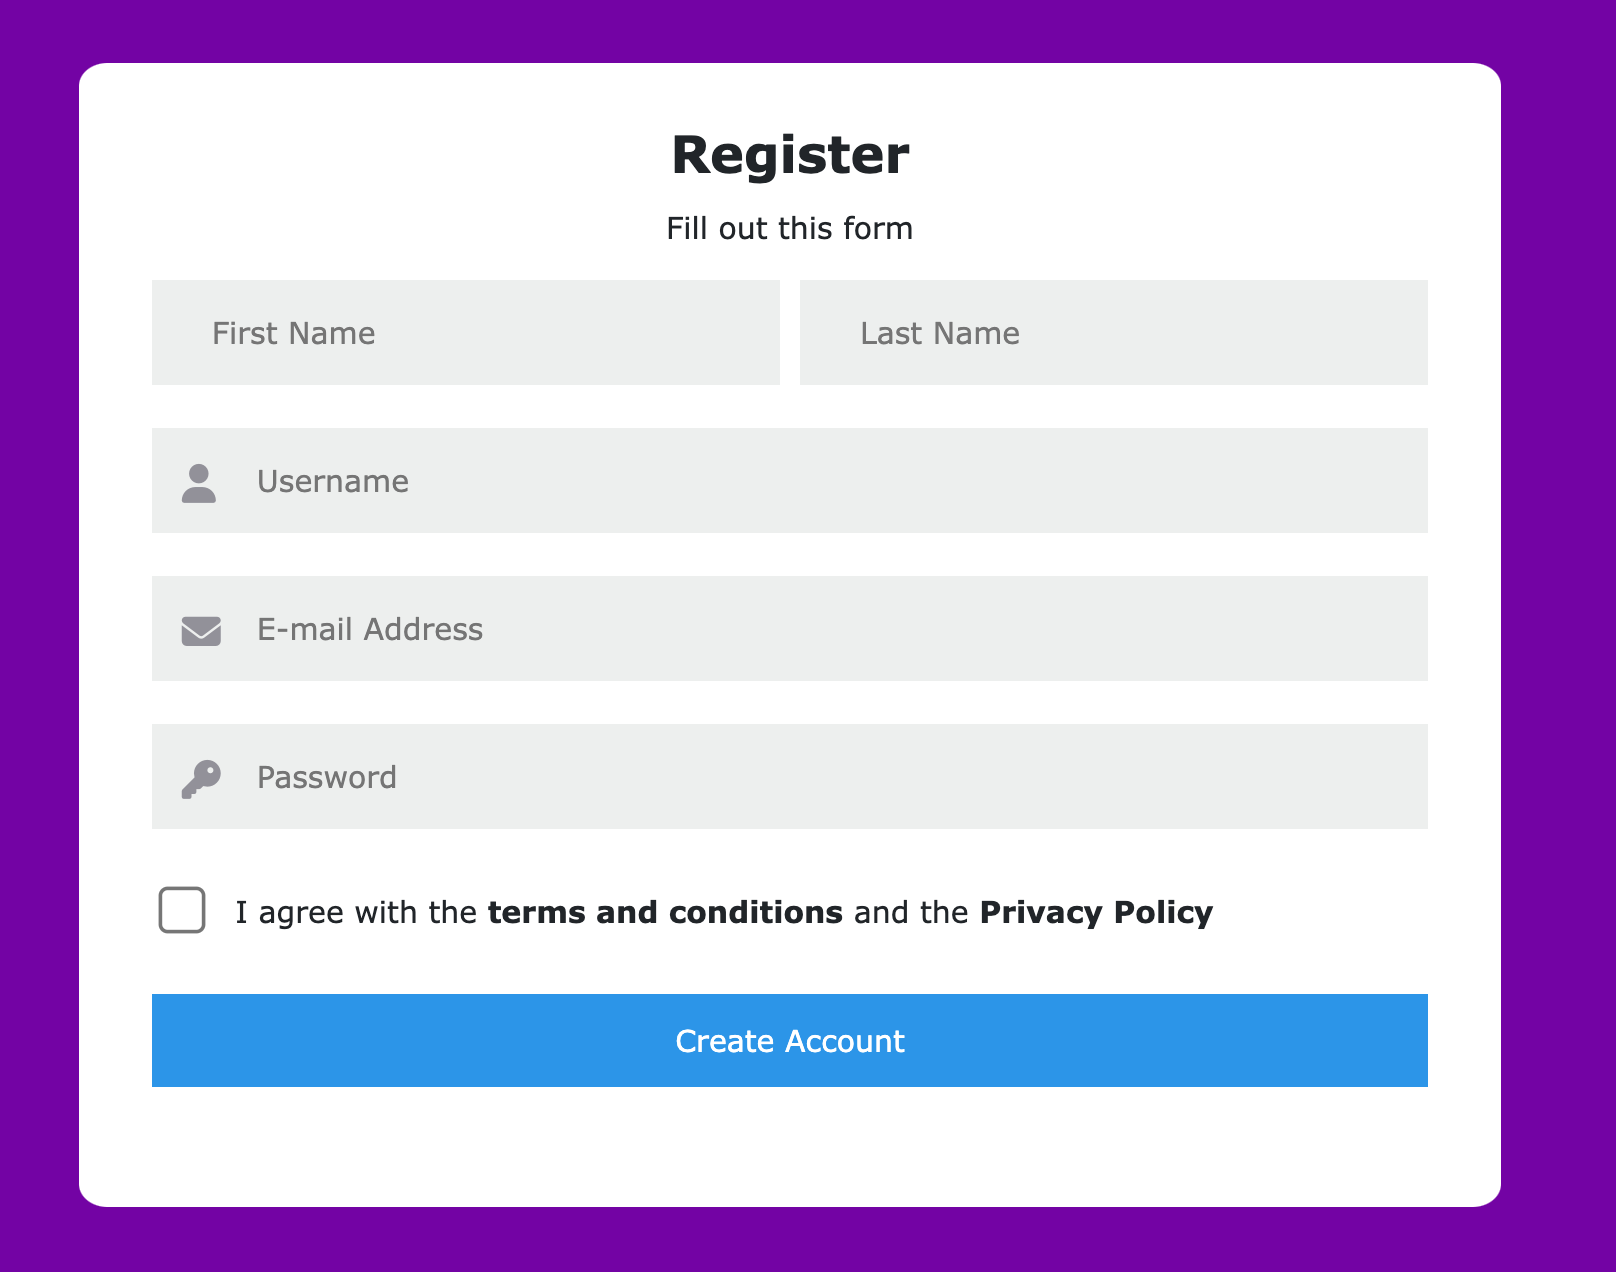 Register
Fill out this form
First Name
Last Name
Username
E-mail Address
Password
I agree with the terms and conditions and the Privacy Policy
Create Account